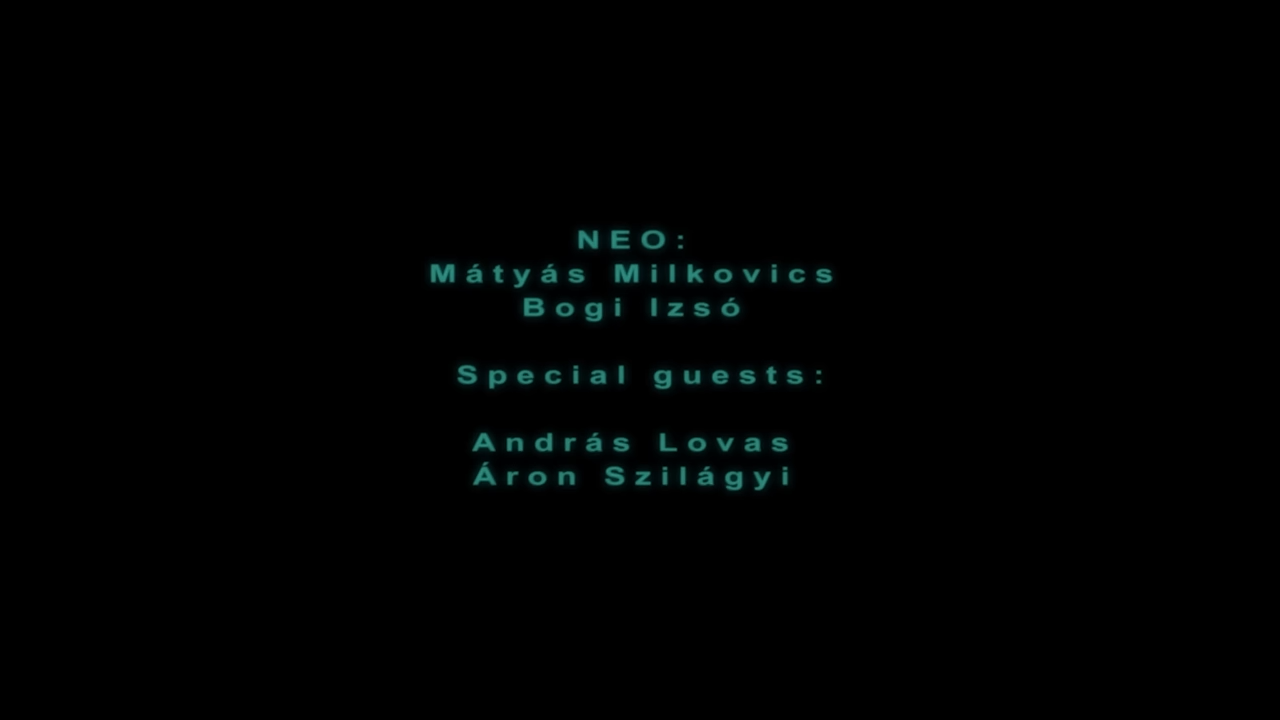 NEO:
Mátyás Milkovics
Bogi Izsó
Special guests:
András Lovas
Áron Szilágyi